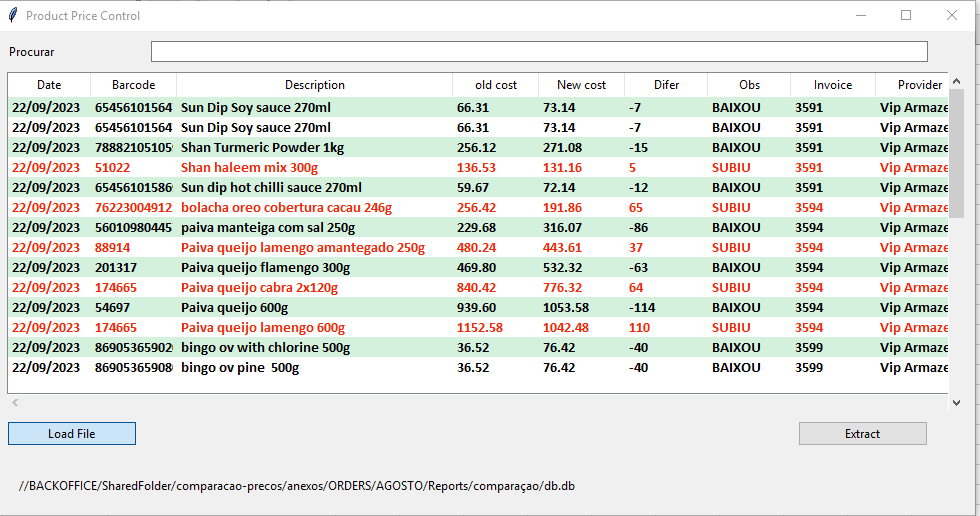 Product Price Control
Procurar
Date Barcode Description old cost New cost Difer Obs Invoice Provider
22/09/2023 65456101564 Sun Dip Soy sauce 270ml 66.31 73.14 -7 BAIXOU 3591 Vip Armaze
22/09/2023 65456101564 Sun Dip Soy sauce 270ml 66.31 73.14 -7 BAIXOU 3591 Vip Armaze
22/09/2023 788821051059 Shan Turmeric Powder 1kg 256.12 271.08 -15 BAIXOU 3591 Vip Armaze
22/09/2023 51022 Shan haleem mix 300g 136.53 131.16 5 SUBIU 3591 Vip Armaze
22/09/2023 654561015860 Sun dip hot chilli sauce 270ml 59.67 72.14 -12 BAIXOU 3591 Vip Armaze
22/09/2023 76223004912 bolacha oreo cobertura cacau 246g 256.42 191.86 65 SUBIU 3594 Vip Armaze
22/09/2023 56010980445 paiva manteiga com sal 250g 229.68 316.07 -86 BAIXOU 3594 Vip Armaze
22/09/2023 88914 Paiva queijo lamengo amantegado 250g 480.24 443.61 37 SUBIU 3594 Vip Armaze
22/09/2023 201317 Paiva queijo flamengo 300g 469.80 532.32 -63 BAIXOU 3594 Vip Armaze
22/09/2023 174665 Paiva queijo cabra 2x120g 840.42 776.32 64 SUBIU 3594 Vip Armaze
22/09/2023 54697 Paiva queijo 600g 939.60 1053.58 -114 BAIXOU 3594 Vip Armaze
22/09/2023 174665 Paiva queijo lamengo 600g 1152.58 1042.48 110 SUBIU 3594 Vip Armaze
22/09/2023 869053659020 bingo ov with chlorine 500g 36.52 76.42 -40 BAIXOU 3599 Vip Armaze
22/09/2023 869053659080 bingo ov pine 500g 36.52 76.42 -40 BAIXOU 3599 Vip Armaze
Load File Extract
//BACKOFFICE/SharedFolder/comparacao-precos/anexos/ORDERS/AGOSTO/Reports/comparaçao/db.db